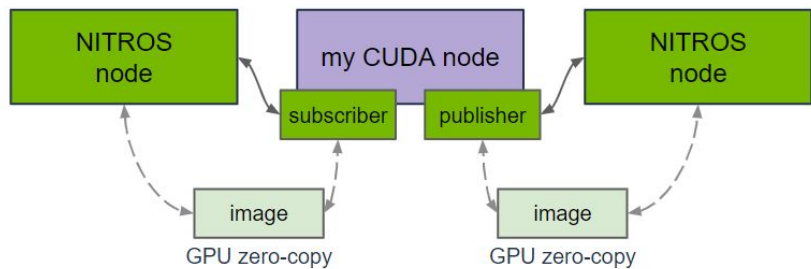 NITROS
node
my CUDA node
NITROS
node
subscriber
publisher
image
image
GPU zero-copy
GPU zero-copy